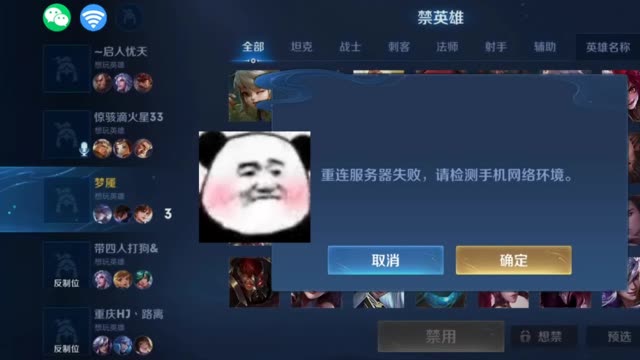 禁英雄
全部
坦克
战士
刺客
法师
射手
辅助
英雄名称
~启人忧天
想玩英雄
惊骇滴火星33
想玩英雄
梦魇
想玩英雄
3
带四人打狗&
想玩英雄
反制位
重庆HJ、路离
想玩英雄
反制位
重连服务器失败，请检测手机网络环境。
取消
确定
禁用
想禁
预选